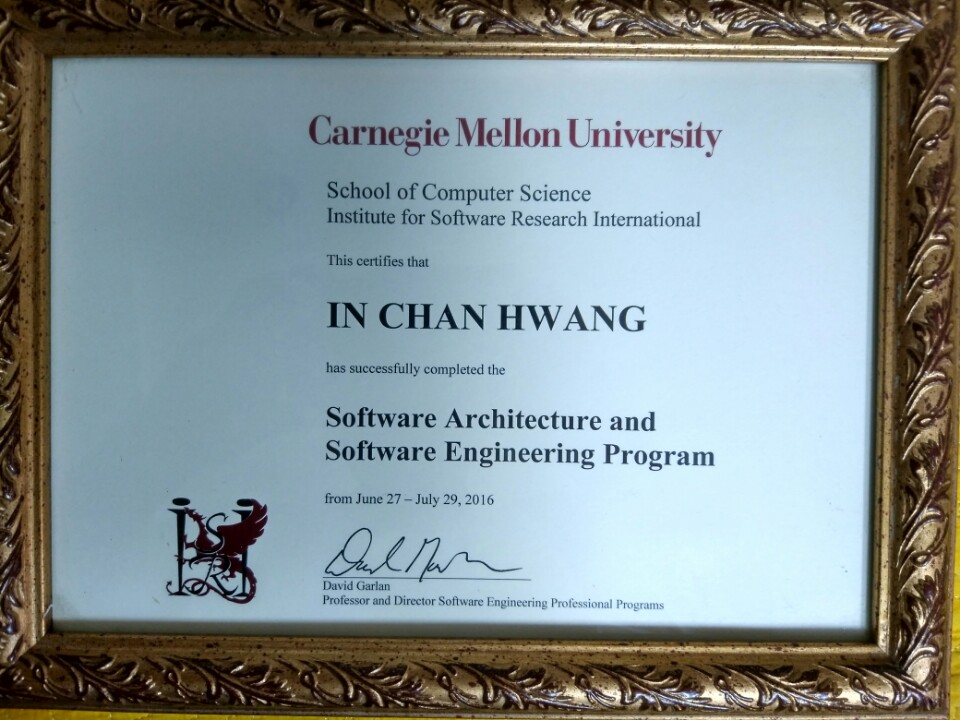 Carnegie Mellon University
School of Computer Science
Institute for Software Research International
This certifies that
IN CHAN HWANG
has successfully completed the
Software Architecture and
Software Engineering Program
from June 27 – July 29, 2016
ISRI
David Garlan
Professor and Director Software Engineering Professional Programs